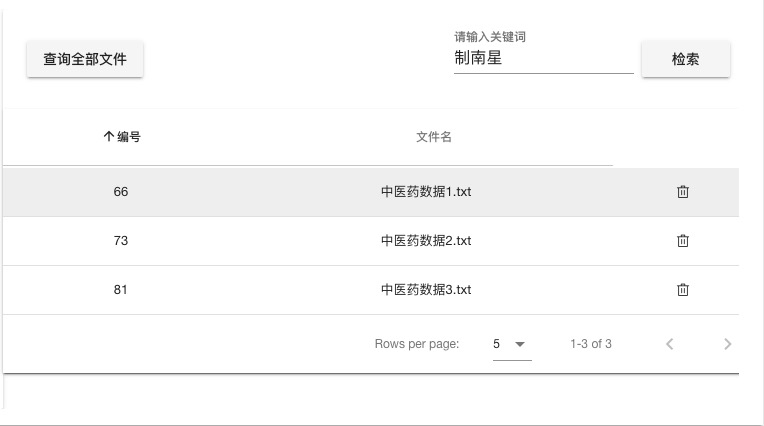 请输入关键词
查询全部文件
制南星
检索
编号 文件名
66 中医药数据1.txt
73 中医药数据2.txt
81 中医药数据3.txt
Rows per page: 5 1-3 of 3